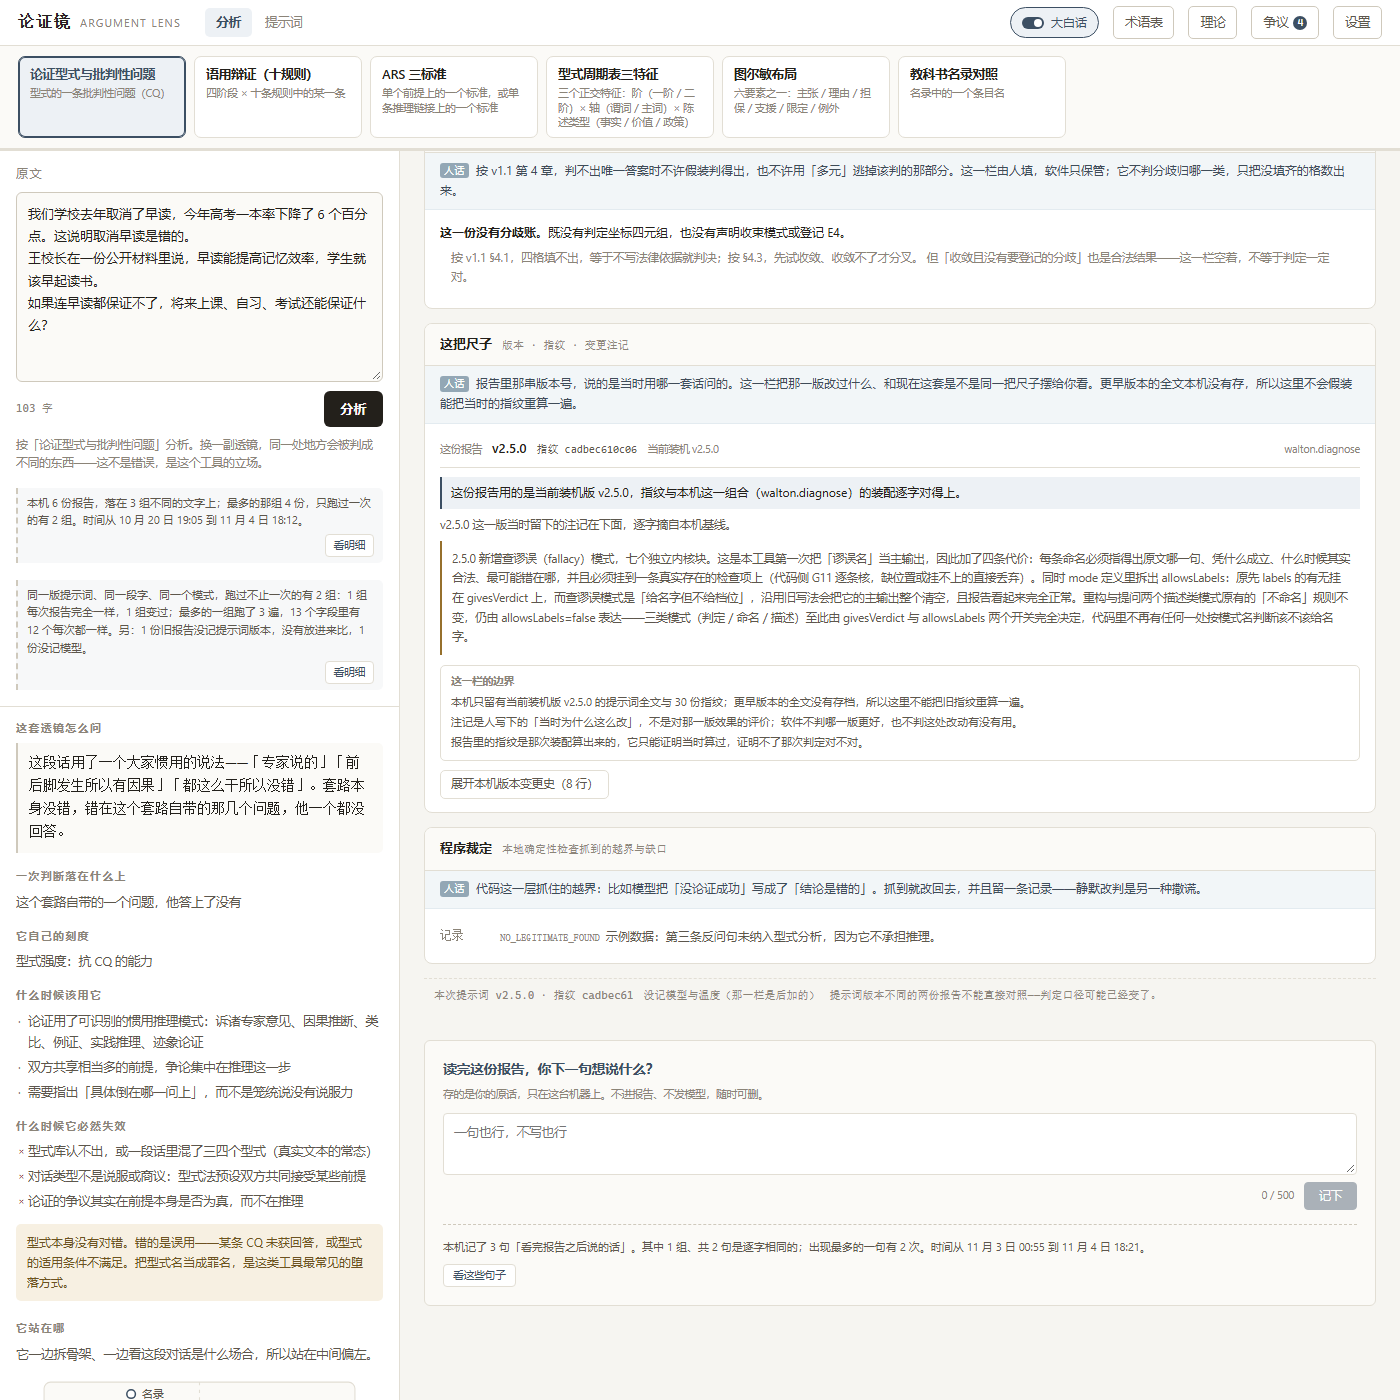 论证镜 ARGUMENT LENS 分析 提示词 大白话 术语表 理论 争议 4 设置
论证型式与批判性问题
型式的一条批判性问题（CQ）
语用辩证（十规则）
四阶段 × 十条规则中的某一条
ARS 三标准
单个前提上的一个标准，或单
条推理链接上的一个标准
型式周期表三特征
三个正交特征：阶（一阶 / 二
阶）× 轴（谓词 / 主词）× 陈
述类型（事实 / 价值 / 政策）
图尔敏布局
六要素之一：主张 / 理由 / 担
保 / 支援 / 限定 / 例外
教科书名录对照
名录中的一个条目名
原文
我们学校去年取消了早读，今年高考一本率下降了 6 个百分
点。这说明取消早读是错的。
王校长在一份公开材料里说，早读能提高记忆效率，学生就
该早起读书。
如果连早读都保证不了，将来上课、自习、考试还能保证什
么？
103 字
分析
按「论证型式与批判性问题」分析。换一副透镜，同一处地方会被判成
不同的东西——这不是错误，是这个工具的立场。
本机 6 份报告，落在 3 组不同的文字上；最多的那组 4 份，只跑过一次
的有 2 组。时间从 10 月 20 日 19:05 到 11 月 4 日 18:12。
看明细
同一版提示词、同一段字、同一个模式，跑过不止一次的有 2 组：1 组
每次报告完全一样，1 组变过；最多的一组跑了 3 遍，13 个字段里有
12 个每次都一样。另：1 份旧报告没记提示词版本，没有放进来比，1
份没记模型。
看明细
这套透镜怎么问
这段话用了一个大家惯用的说法——「专家说的」「前
后脚发生所以有因果」「都这么干所以没错」。套路本
身没错，错在这个套路自带的那几个问题，他一个都没
回答。
一次判断落在什么上
这个套路自带的一个问题，他答上了没有
它自己的刻度
型式强度：抗 CQ 的能力
什么时候该用它
· 论证用了可识别的惯用推理模式：诉诸专家意见、因果推断、类
比、例证、实践推理、迹象论证
· 双方共享相当多的前提，争论集中在推理这一步
· 需要指出「具体倒在哪一问上」，而不是笼统说没有说服力
什么时候它必然失效
× 型式库认不出，或一段话里混了三四个型式（真实文本的常态）
× 对话类型不是说服或商议：型式法预设双方共同接受某些前提
× 论证的争议其实在前提本身是否为真，而不在推理
型式本身没有对错。错的是误用——某条 CQ 未获回答，或型式
的适用条件不满足。把型式名当成罪名，是这类工具最常见的堕
落方式。
它站在哪
它一边拆骨架、一边看这段对话是什么场合，所以站在中间偏左。
名录
人话 按 v1.1 第 4 章，判不出唯一答案时不许假装判得出，也不许用「多元」逃掉该判的那部分。这一栏由人填，软件只保管；它不判分歧归哪一类，只把没填齐的格数出
来。
这一份没有分歧账。既没有判定坐标四元组，也没有声明收束模式或登记 E4。
按 v1.1 §4.1，四格填不出，等于不写法律依据就判决；按 §4.3，先试收敛、收敛不了才分叉。 但「收敛且没有要登记的分歧」也是合法结果——这一栏空着，不等于判定一定
对。
这把尺子 版本 · 指纹 · 变更注记
人话 报告里那串版本号，说的是当时用哪一套话问的。这一栏把那一版改过什么、和现在这套是不是同一把尺子摆给你看。更早版本的全文本机没有存，所以这里不会假装
能把当时的指纹重算一遍。
这份报告 v2.5.0 指纹 cadbec610c06 当前装机 v2.5.0 walton.diagnose
这份报告用的是当前装机版 v2.5.0，指纹与本机这一组合（walton.diagnose）的装配逐字对得上。
v2.5.0 这一版当时留下的注记在下面，逐字摘自本机基线。
2.5.0 新增查谬误（fallacy）模式，七个独立内核块。这是本工具第一次把「谬误名」当主输出，因此加了四条代价：每条命名必须指得出原文哪一句、凭什么成立、什么时候其实
合法、最可能错在哪，并且必须挂到一条真实存在的检查项上（代码侧 G11 逐条核，缺位置或挂不上的直接丢弃）。同时 mode 定义里拆出 allowsLabels：原先 labels 的有无挂
在 givesVerdict 上，而查谬误模式是「给名字但不给档位」，沿用旧写法会把它的主输出整个清空，且报告看起来完全正常。重构与提问两个描述类模式原有的「不命名」规则不
变，仍由 allowsLabels=false 表达——三类模式（判定 / 命名 / 描述）至此由 givesVerdict 与 allowsLabels 两个开关完全决定，代码里不再有任何一处按模式名判断该不该给名
字。
这一栏的边界
本机只留有当前装机版 v2.5.0 的提示词全文与 30 份指纹；更早版本的全文没有存档，所以这里不能把旧指纹重算一遍。
注记是人写下的「当时为什么这么改」，不是对那一版效果的评价；软件不判哪一版更好，也不判这处改动有没有用。
报告里的指纹是那次装配算出来的，它只能证明当时算过，证明不了那次判定对不对。
展开本机版本变更史（8 行）
程序裁定 本地确定性检查抓到的越界与缺口
人话 代码这一层抓住的越界：比如模型把「没论证成功」写成了「结论是错的」。抓到就改回去，并且留一条记录——静默改判是另一种撒谎。
记录 NO_LEGITIMATE_FOUND 示例数据：第三条反问句未纳入型式分析，因为它不承担推理。
本次提示词 v2.5.0 · 指纹 cadbec61 没记模型与温度（那一栏是后加的） 提示词版本不同的两份报告不能直接对照——判定口径可能已经变了。
读完这份报告，你下一句想说什么？
存的是你的原话，只在这台机器上。不进报告、不发模型，随时可删。
一句也行，不写也行
0 / 500 记下
本机记了 3 句「看完报告之后说的话」。其中 1 组、共 2 句是逐字相同的；出现最多的一句有 2 次。时间从 11 月 3 日 00:55 到 11 月 4 日 18:21。
看这些句子